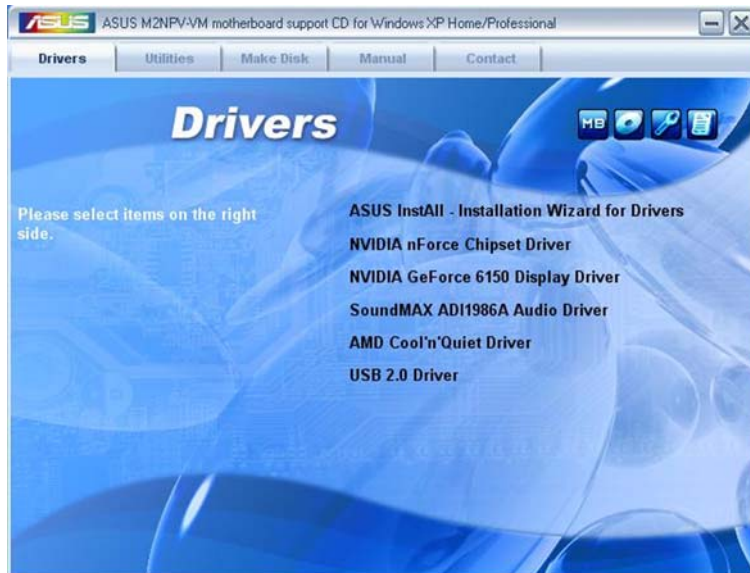 ASUS ASUS M2NPV-VM motherboard support CD for Windows XP Home/Professional
Drivers Utilities Make Disk Manual Contact
Drivers
MB
Please select items on the right
side.
ASUS InstAll - Installation Wizard for Drivers
NVIDIA nForce Chipset Driver
NVIDIA GeForce 6150 Display Driver
SoundMAX ADI1986A Audio Driver
AMD Cool'n'Quiet Driver
USB 2.0 Driver